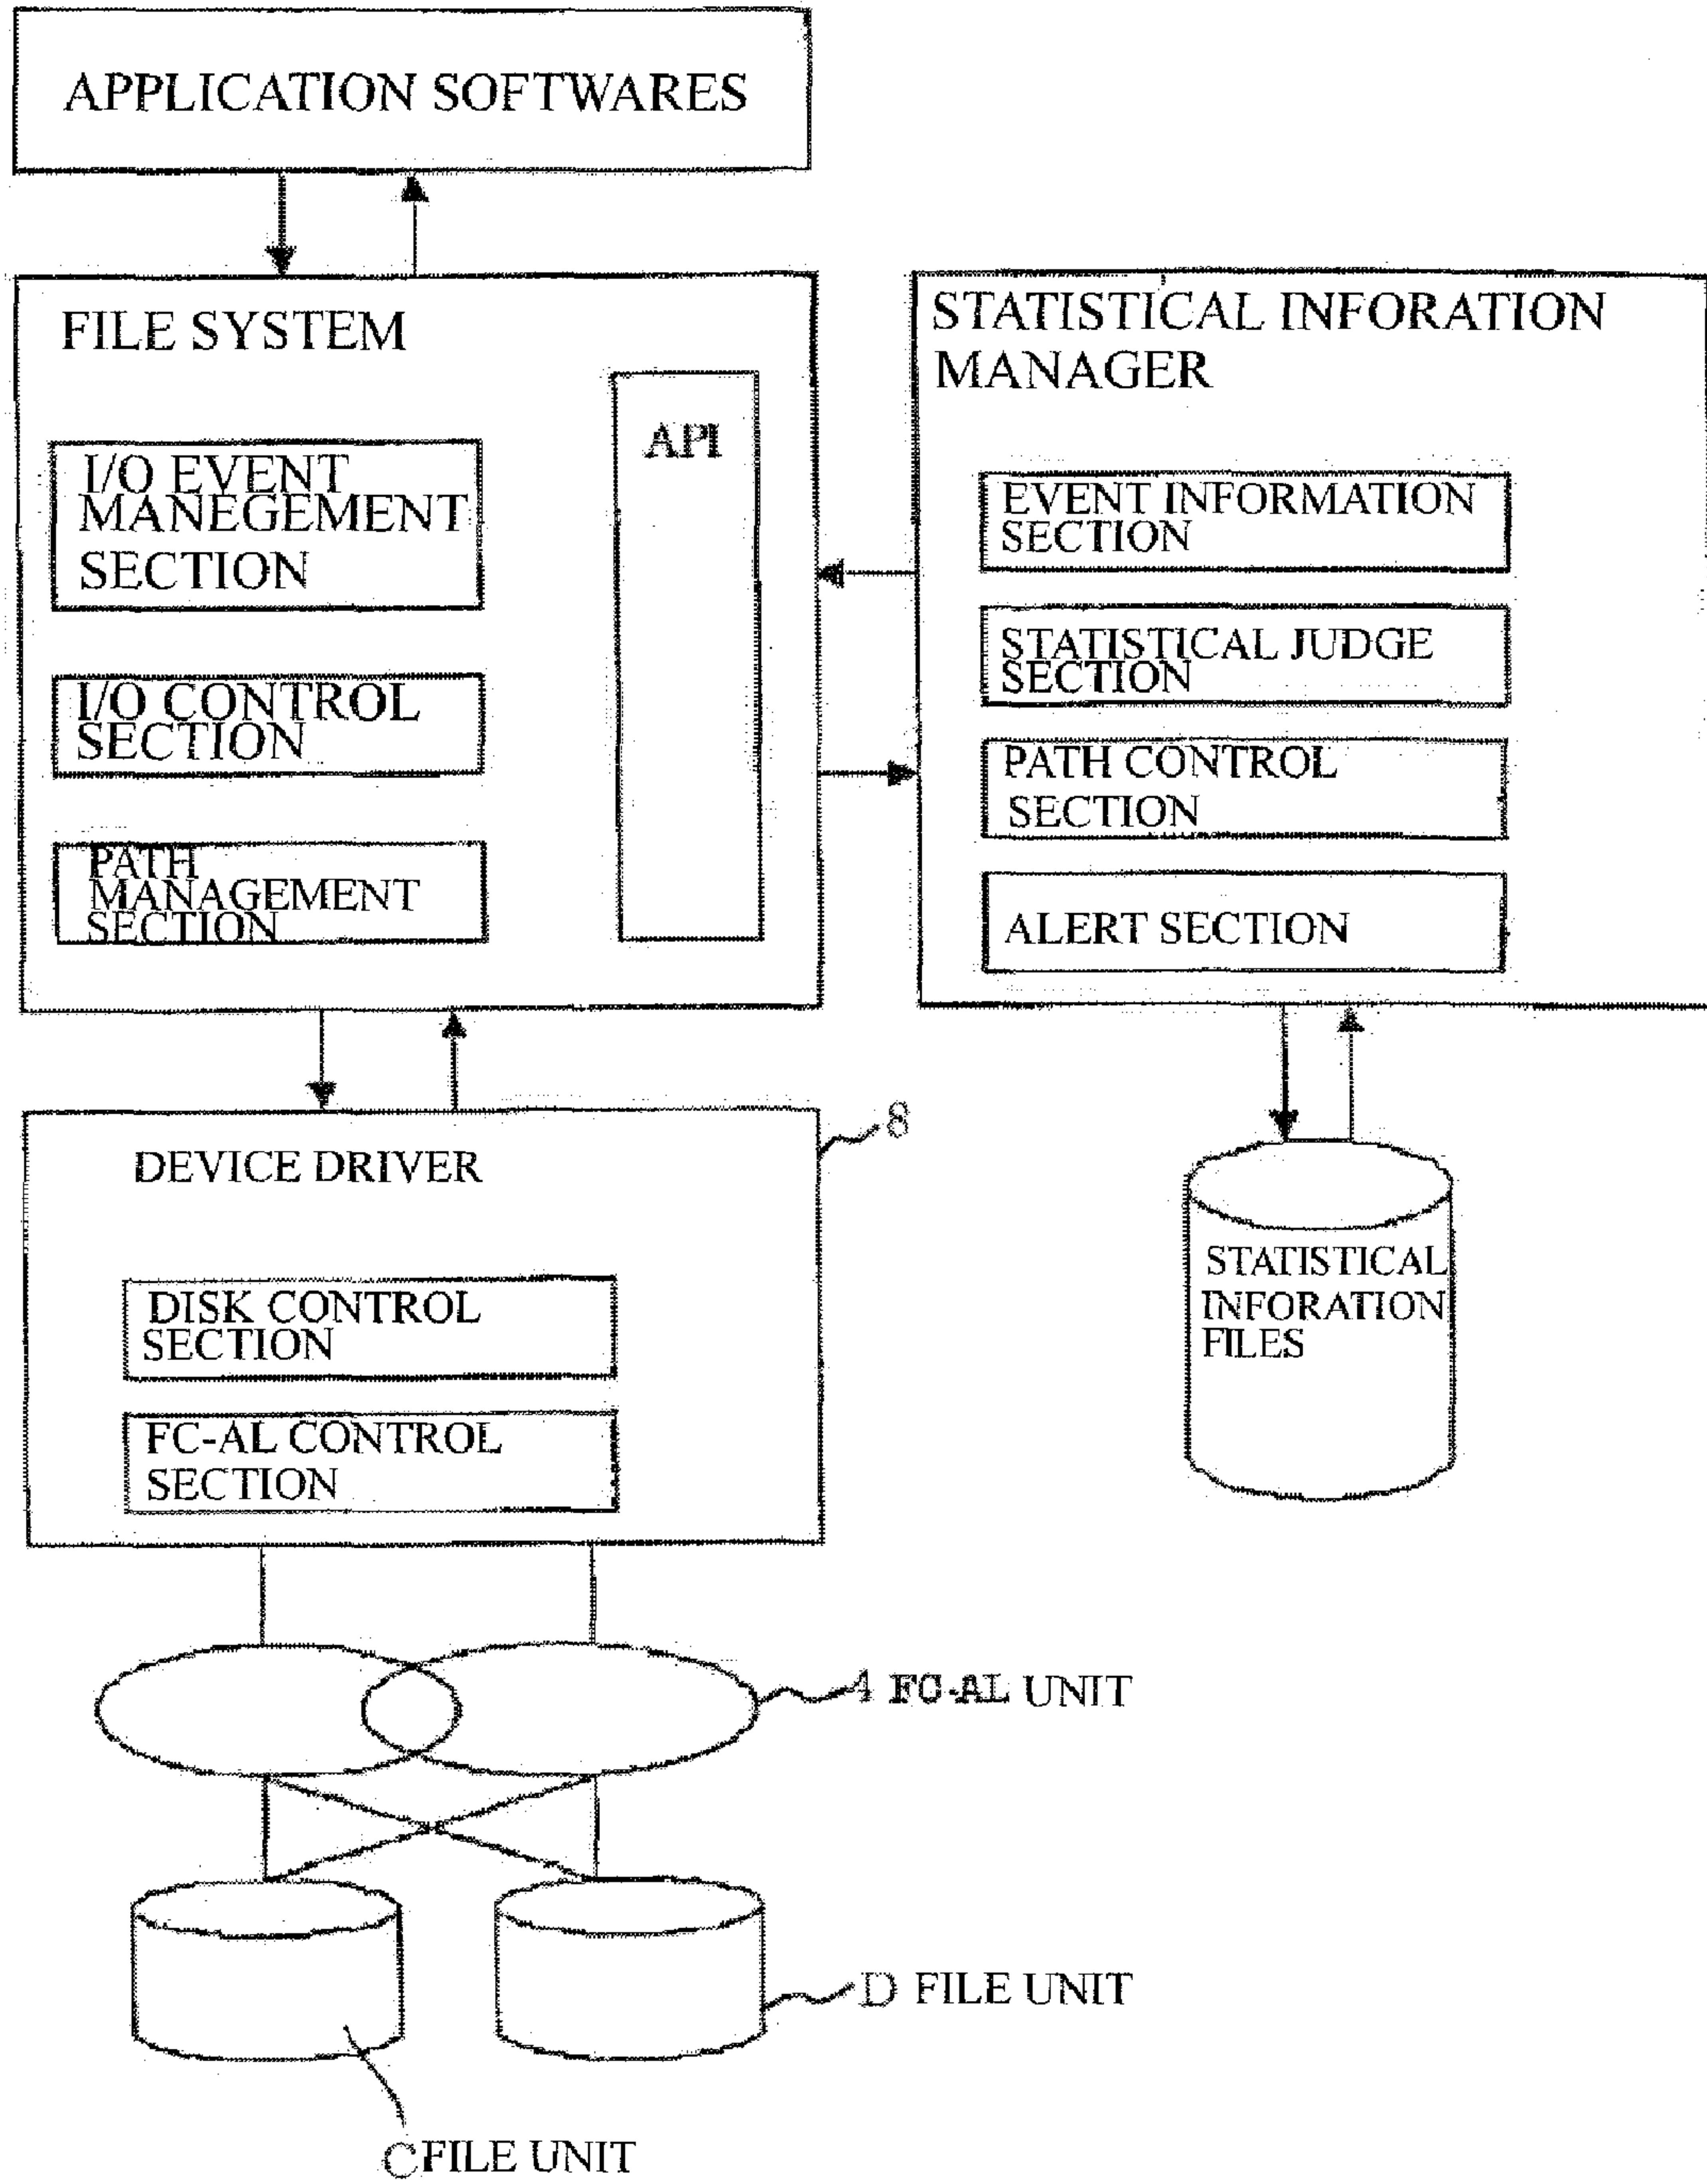 APPLICATION SOFTWARES
FILE SYSTEM
API
I/O EVENT
MANEGEMENT
SECTION
I/O CONTROL
SECTION
PATH
MANAGEMENT
SECTION
STATISTICAL INFORATION
MANAGER
EVENT INFORMATION
SECTION
STATISTICAL JUDGE
SECTION
PATH CONTROL
SECTION
ALERT SECTION
8
DEVICE DRIVER
DISK CONTROL
SECTION
FC-AL CONTROL
SECTION
STATISTICAL
INFORATION
FILES
4 FC-AL UNIT
D FILE UNIT
C FILE UNIT